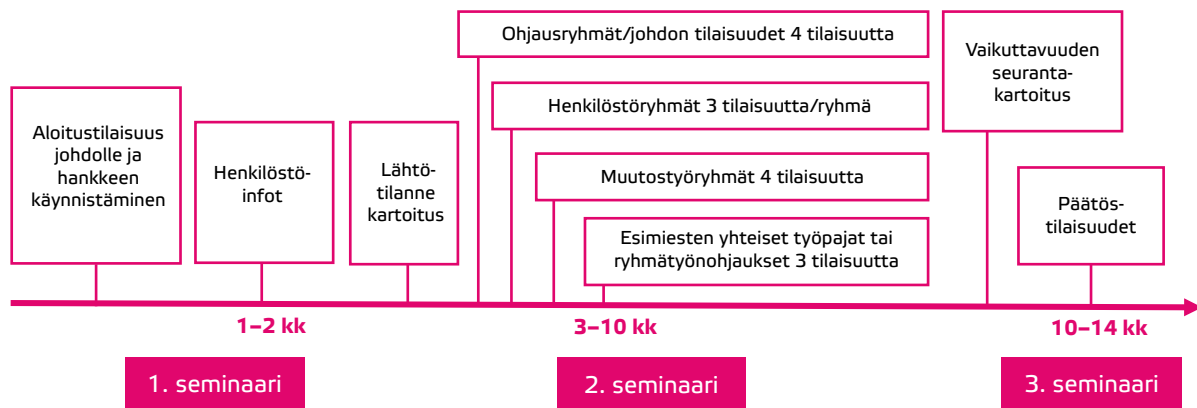 Aloitustilaisuus
johdolle ja
hankkeen
käynnistäminen
Henkilöstö-
infot
Lähtö-
tilanne
kartoitus
Ohjausryhmät/johdon tilaisuudet 4 tilaisuutta
Henkilöstöryhmät 3 tilaisuutta/ryhmä
Muutostyöryhmät 4 tilaisuutta
Esimiesten yhteiset työpajat tai
ryhmätyönohjaukset 3 tilaisuutta
Vaikuttavuuden
seuranta-
kartoitus
Päätös-
tilaisuudet
1–2 kk
3–10 kk
10–14 kk
1. seminaari
2. seminaari
3. seminaari